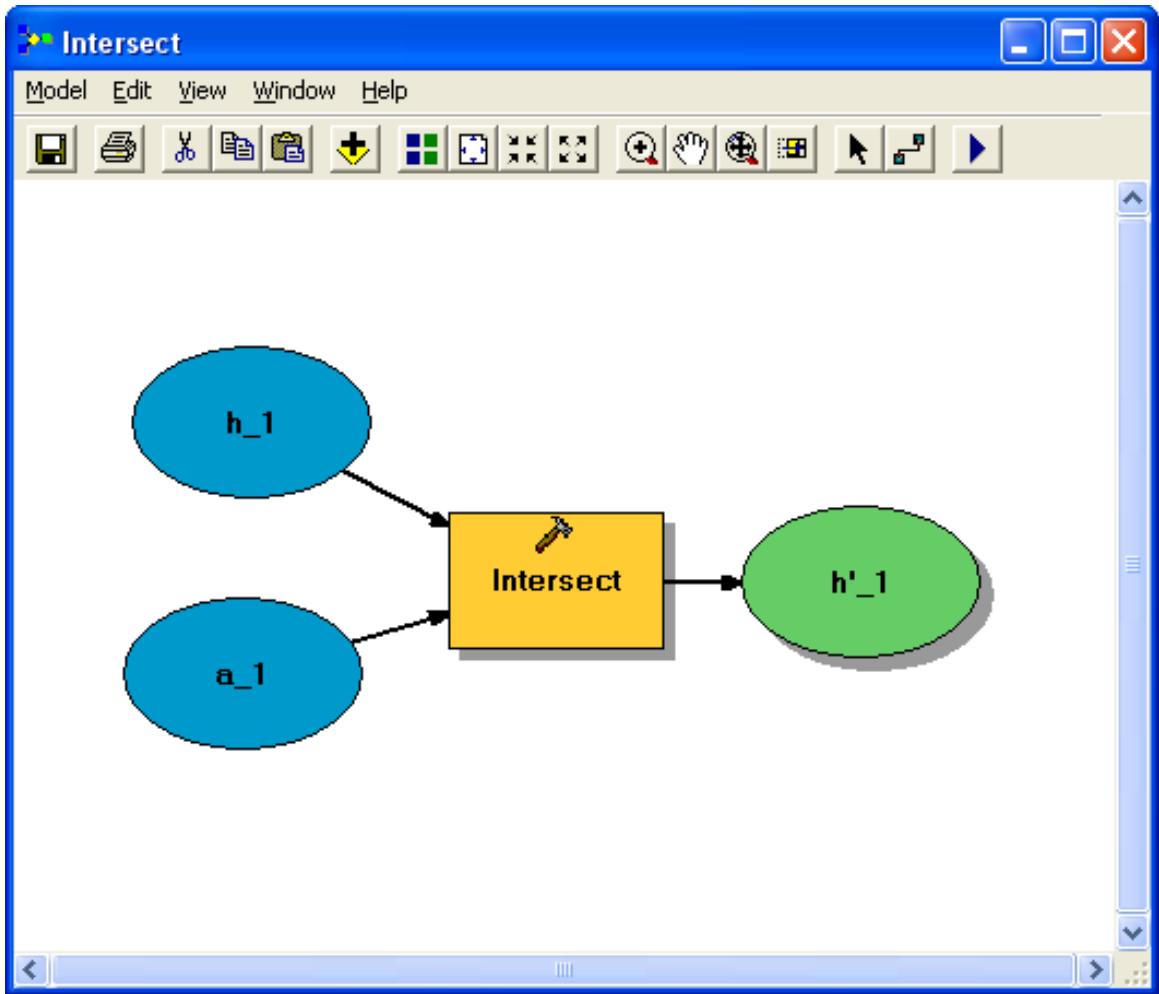 Intersect
Model Edit View Window Help
h_1
Intersect
h'_1
a_1